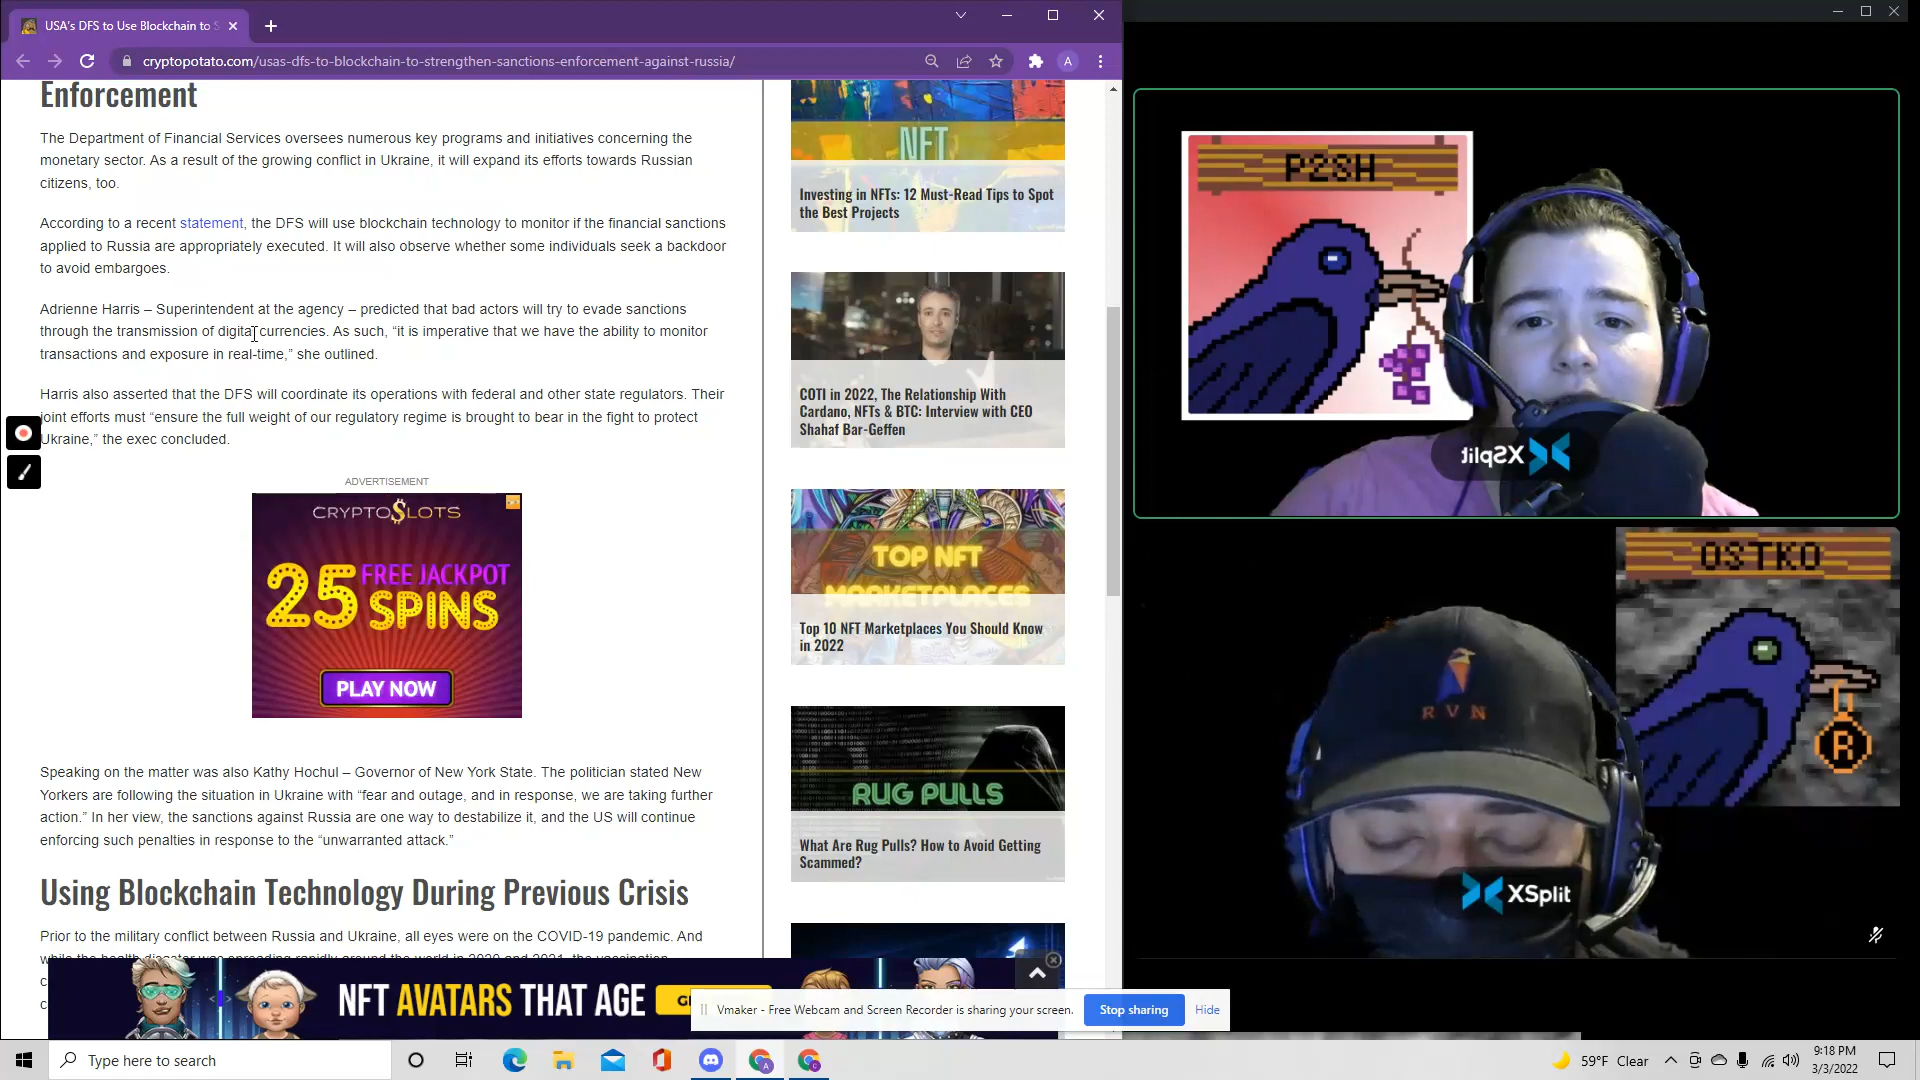 USA's DFS to Use Blockchain to S
cryptopotato.com/usas-dfs-to-blockchain-to-strengthen-sanctions-enforcement-against-russia/
A
Enforcement
The Department of Financial Services oversees numerous key programs and initiatives concerning the
monetary sector. As a result of the growing conflict in Ukraine, it will expand its efforts towards Russian
citizens, too.
According to a recent statement, the DFS will use blockchain technology to monitor if the financial sanctions
applied to Russia are appropriately executed. It will also observe whether some individuals seek a backdoor
to avoid embargoes.
Adrienne Harris – Superintendent at the agency – predicted that bad actors will try to evade sanctions
through the transmission of digital currencies. As such, “it is imperative that we have the ability to monitor
transactions and exposure in real-time,” she outlined.
Harris also asserted that the DFS will coordinate its operations with federal and other state regulators. Their
joint efforts must “ensure the full weight of our regulatory regime is brought to bear in the fight to protect
Ukraine,” the exec concluded.
ADVERTISEMENT
CRYPTO$LOTS
25 FREE JACKPOT
SPINS
PLAY NOW
Speaking on the matter was also Kathy Hochul – Governor of New York State. The politician stated New
Yorkers are following the situation in Ukraine with “fear and outage, and in response, we are taking further
action.” In her view, the sanctions against Russia are one way to destabilize it, and the US will continue
enforcing such penalties in response to the “unwarranted attack.”
Using Blockchain Technology During Previous Crisis
Prior to the military conflict between Russia and Ukraine, all eyes were on the COVID-19 pandemic. And
NFT
Investing in NFTs: 12 Must-Read Tips to Spot
the Best Projects
COTI in 2022, The Relationship With
Cardano, NFTs & BTC: Interview with CEO
Shahaf Bar-Geffen
TOP NFT
MARKETPLACES
Top 10 NFT Marketplaces You Should Know
in 2022
RUG PULLS
What Are Rug Pulls? How to Avoid Getting
Scammed?
NFT AVATARS THAT AGE
Vmaker - Free Webcam and Screen Recorder is sharing your screen.
Stop sharing
Hide
P2SH
XSplit
OSTKO
R
RVN
XSplit
Type here to search
59°F Clear
9:18 PM
3/3/2022